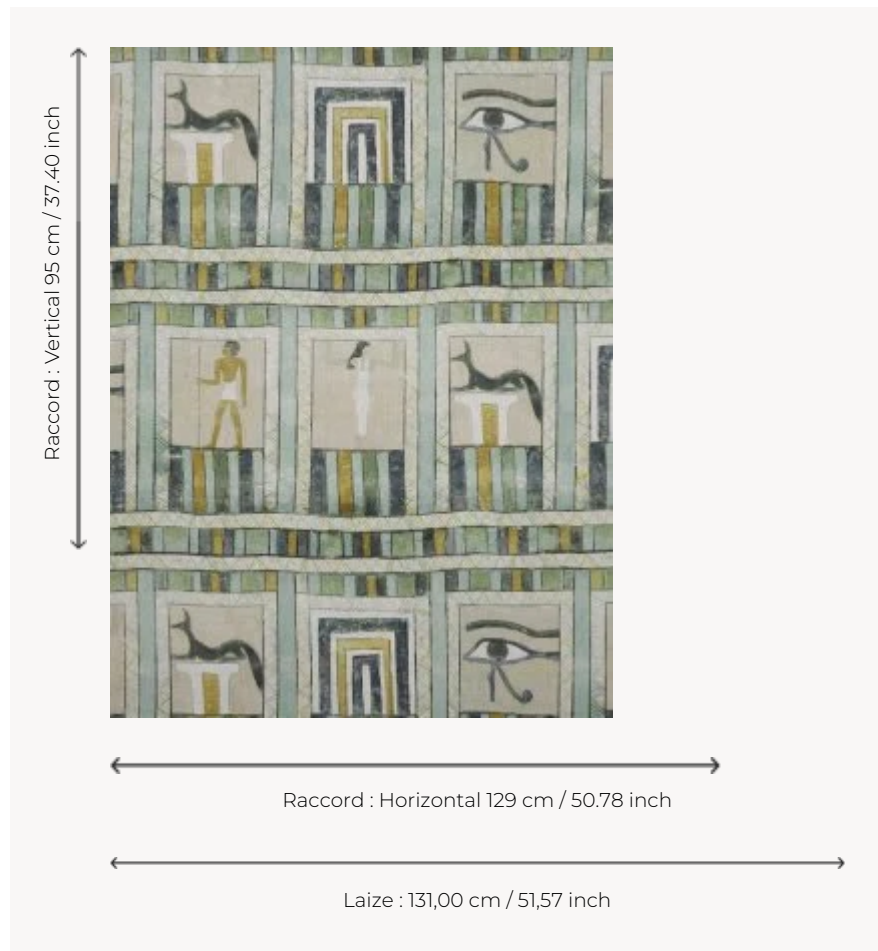 Raccord : Vertical 95 cm / 37.40 inch
Raccord : Horizontal 129 cm / 50.78 inch
Laize : 131,00 cm / 51,57 inch